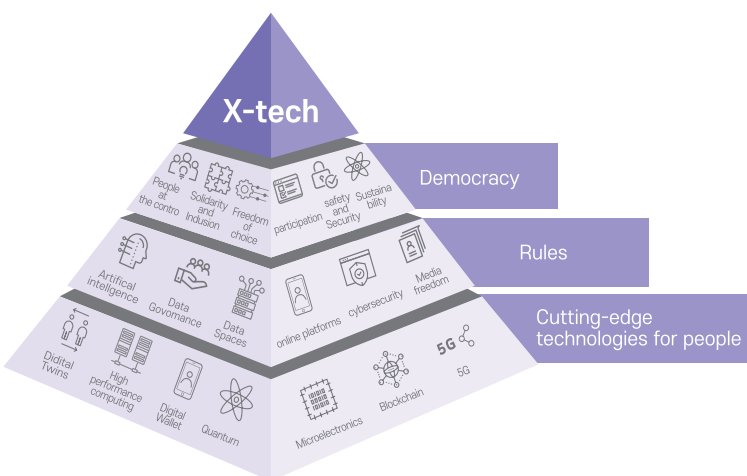 X-tech
People
at
the contro
Solidarity
and
Indusion
Freedom
of
choice
participation
safety
and
Security
Sustaina
bility
Democracy
Artifical
inteligence
Data
Govomance
Data
Spaces
online platforms
cybersecurity
Media
freedom
Rules
Didital
Twins
High
performance
computing
Digital
Wallet
Quantum
Microelectronics
Blockchain
5G
5G
Cutting-edge
technologies for people